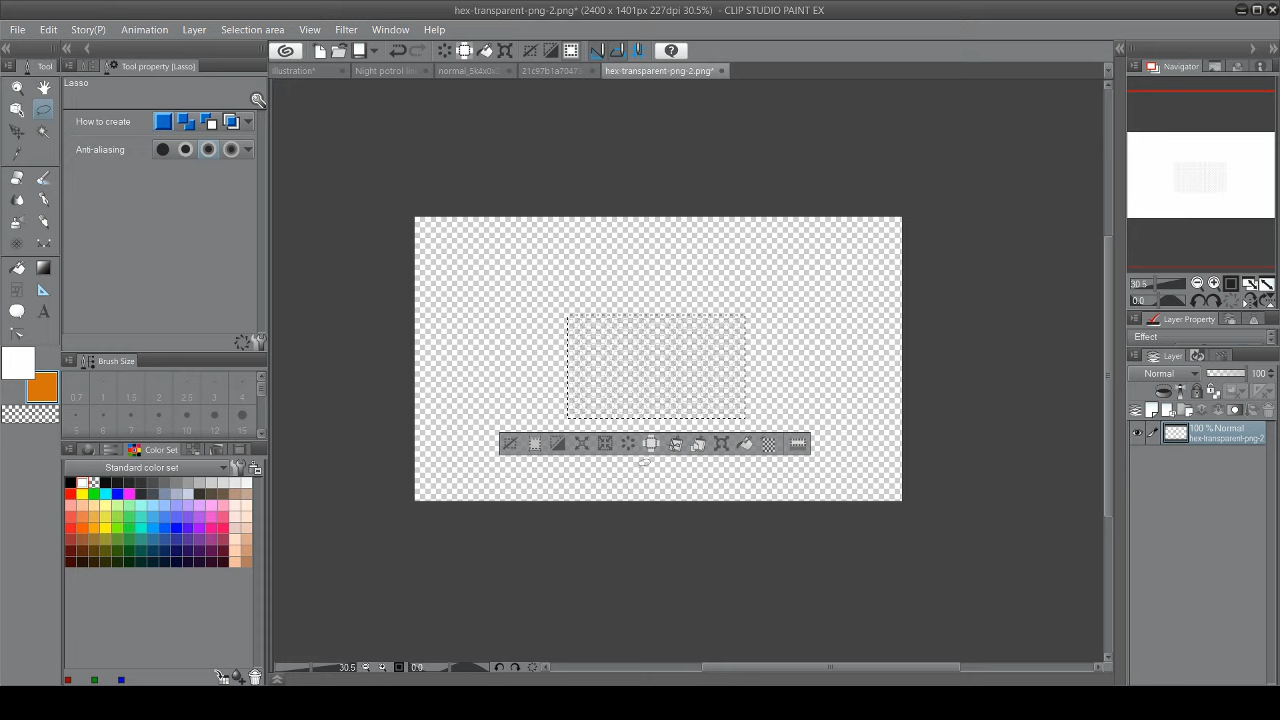 hex-transparent-png-2.png* (2400 x 1401px 227dpi 30.5%) - CLIP STUDIO PAINT EX
File Edit Story(P) Animation Layer Selection area View Filter Window Help
Tool
Tool property [Lasso]
illustration*
Night potrol lin
hex-transparent-png-2.png*
Navigator
Lasso
How to create
Anti-aliasing
30.5
0.0
Layer Property
Effect
Brush Size
Layer
0.7 1 1.5 2 3 4
Normal 100
5 6 7 8 10 12
100 % Normal
hex-transparent-png-2
Color Set
Standard color set
30.5 0.0